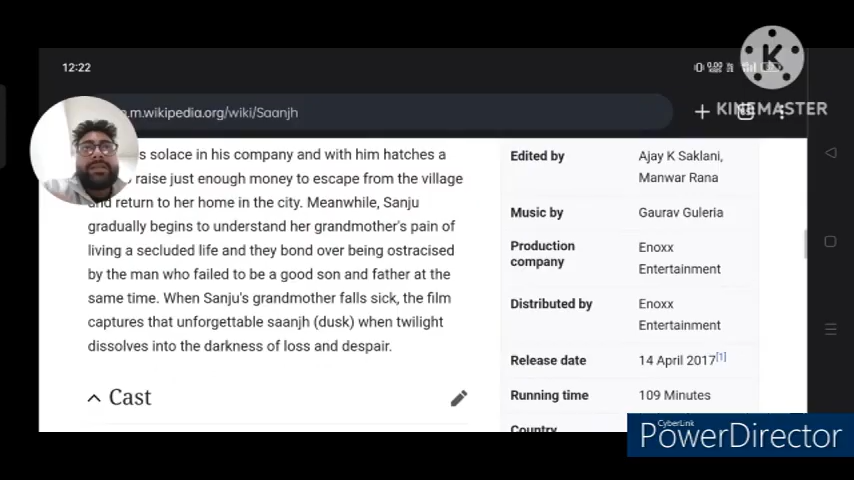 12:22
0.00
KINEMASTER
.m.wikipedia.org/wiki/Saanjh
s solace in his company and with him hatches a
raise just enough money to escape from the village
and return to her home in the city. Meanwhile, Sanju
gradually begins to understand her grandmother's pain of
living a secluded life and they bond over being ostracised
by the man who failed to be a good son and father at the
same time. When Sanju's grandmother falls sick, the film
captures that unforgettable saanjh (dusk) when twilight
dissolves into the darkness of loss and despair.
Cast
Edited by
Ajay K Saklani,
Manwar Rana
Music by
Gaurav Guleria
Production
company
Enoxx
Entertainment
Distributed by
Enoxx
Entertainment
Release date
14 April 2017[1]
Running time
109 Minutes
Country
CyberLink
PowerDirector